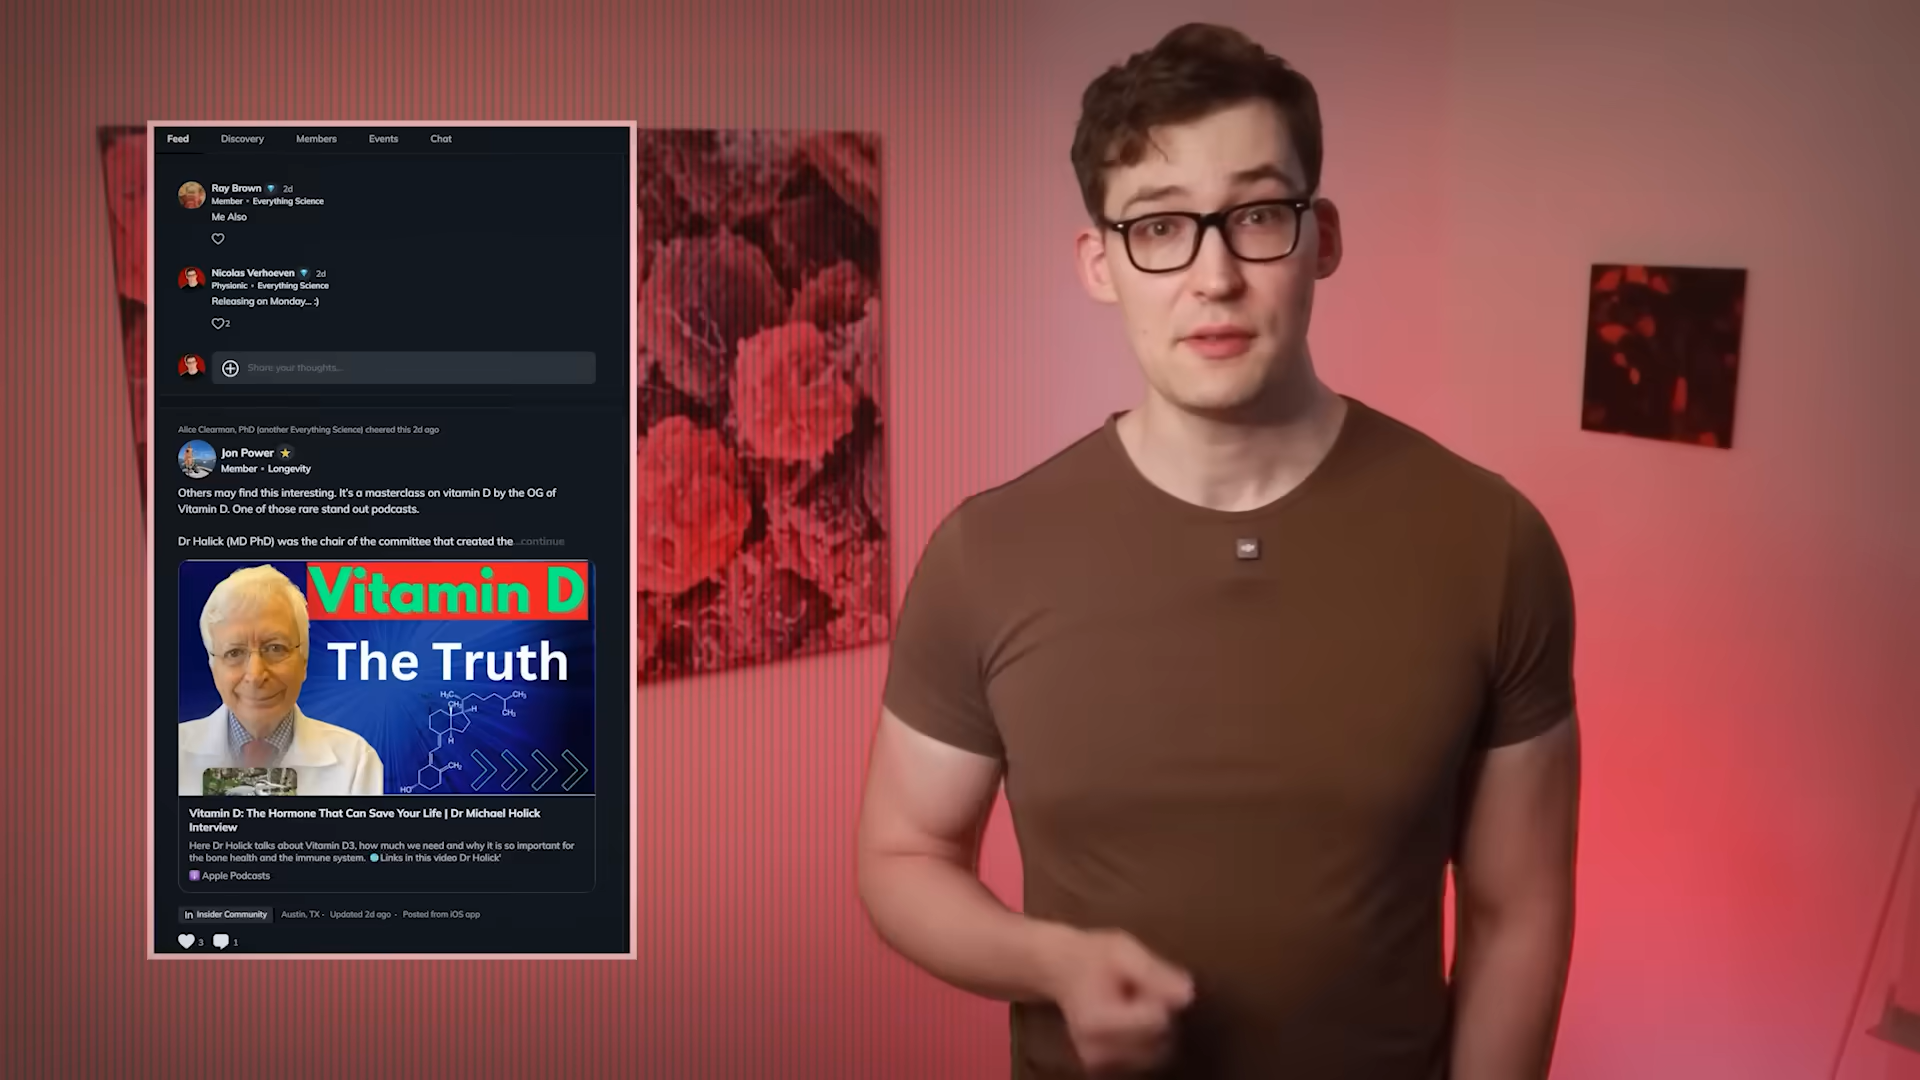 Feed Discovery Members Events Chat
Ray Brown 2d
Member • Everything Science
Me Also
Nicolas Verhoeven 2d
Physionic • Everything Science
Releasing on Monday... :)
2
Share your thoughts...
Alice Clearman, PhD (another Everything Science) cheered this 2d ago
Jon Power
Member • Longevity
Others may find this interesting. It's a masterclass on vitamin D by the OG of
Vitamin D. One of those rare stand out podcasts.
Dr Halick (MD PhD) was the chair of the committee that created the...continue
Vitamin D
The Truth
H₃C
CH₃
CH₃
CH₃
H
H
CH₂
HO
Vitamin D: The Hormone That Can Save Your Life | Dr Michael Holick
Interview
Here Dr Holick talks about Vitamin D3, how much we need and why it is so important for
the bone health and the immune system. Links in this video Dr Holick'
Apple Podcasts
In Insider Community Austin, TX • Updated 2d ago • Posted from iOS app
3 1